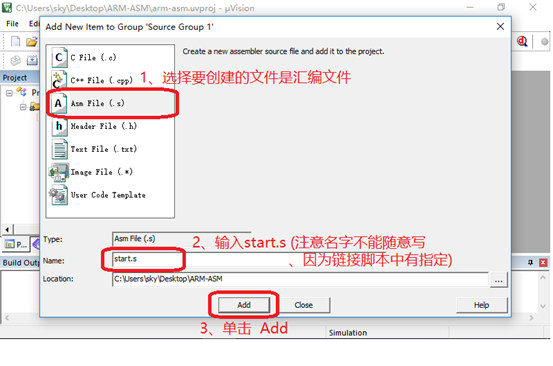 C:\Users\sky\Desktop\ARM-ASM\arm-asm.uvproj - µVision
File
Add New Item to Group 'Source Group 1'
Project
C File (.c)
C++ File (.cpp)
Asm File (.s)
Header File (.h)
Text File (.txt)
Image File (.*)
User Code Template
Create a new assembler source file and add it to the project.
1、选择要创建的文件是汇编文件
Type:
Asm File (.s)
2、输入start.s (注意名字不能随意写
Name:
start.s
、因为链接脚本中有指定)
Location:
C:\Users\sky\Desktop\ARM-ASM
...
Add
Close
Help
3、单击 Add
Build Outp
Simulation